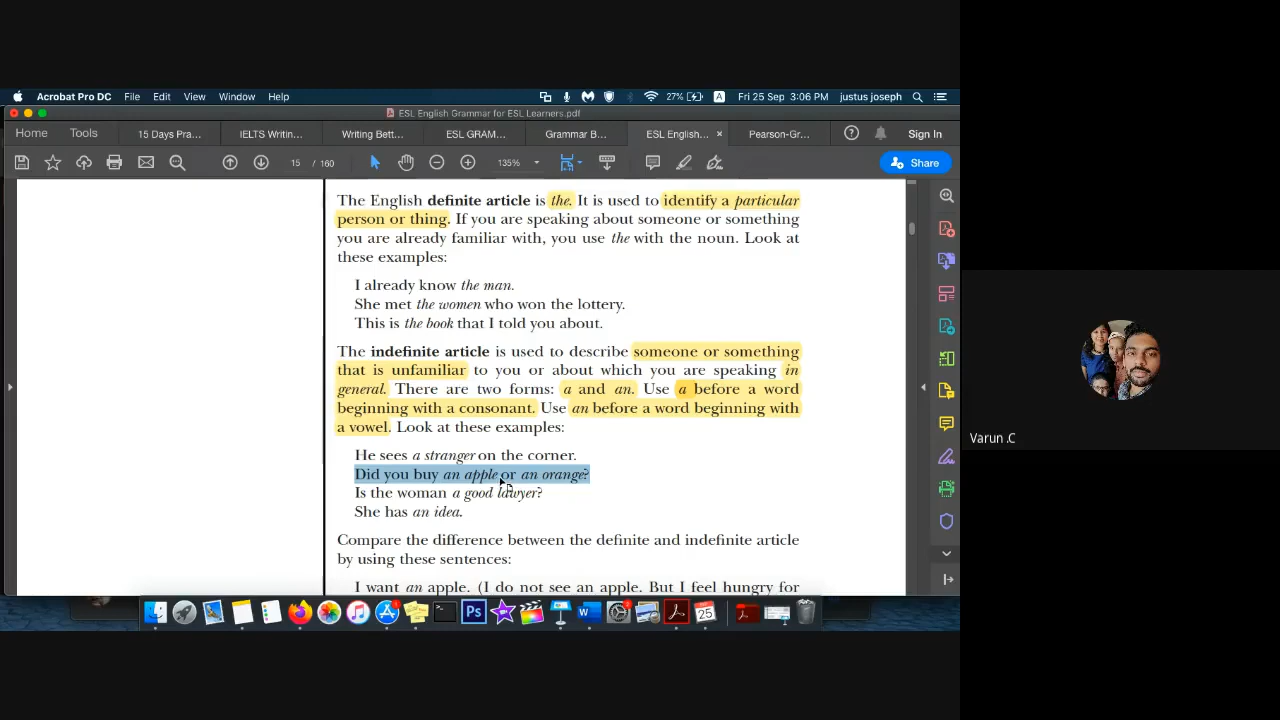 Acrobat Pro DC File Edit View Window Help 27% A Fri 25 Sep 3:06 PM justus joseph
ESL English Grammar for ESL Learners.pdf
Home Tools 15 Days Pra... IELTS Writin... Writing Bett... ESL GRAM... Grammar B... ESL English... × Pearson-Gr... Sign In
15 / 160 135% Share
The English definite article is the. It is used to identify a particular
person or thing. If you are speaking about someone or something
you are already familiar with, you use the with the noun. Look at
these examples:
I already know the man.
She met the women who won the lottery.
This is the book that I told you about.
The indefinite article is used to describe someone or something
that is unfamiliar to you or about which you are speaking in
general. There are two forms: a and an. Use a before a word
beginning with a consonant. Use an before a word beginning with
a vowel. Look at these examples:
He sees a stranger on the corner.
Did you buy an apple or an orange?
Is the woman a good lawyer?
She has an idea.
Compare the difference between the definite and indefinite article
by using these sentences:
I want an apple. (I do not see an apple. But I feel hungry for
Varun .C
Ps
W
25